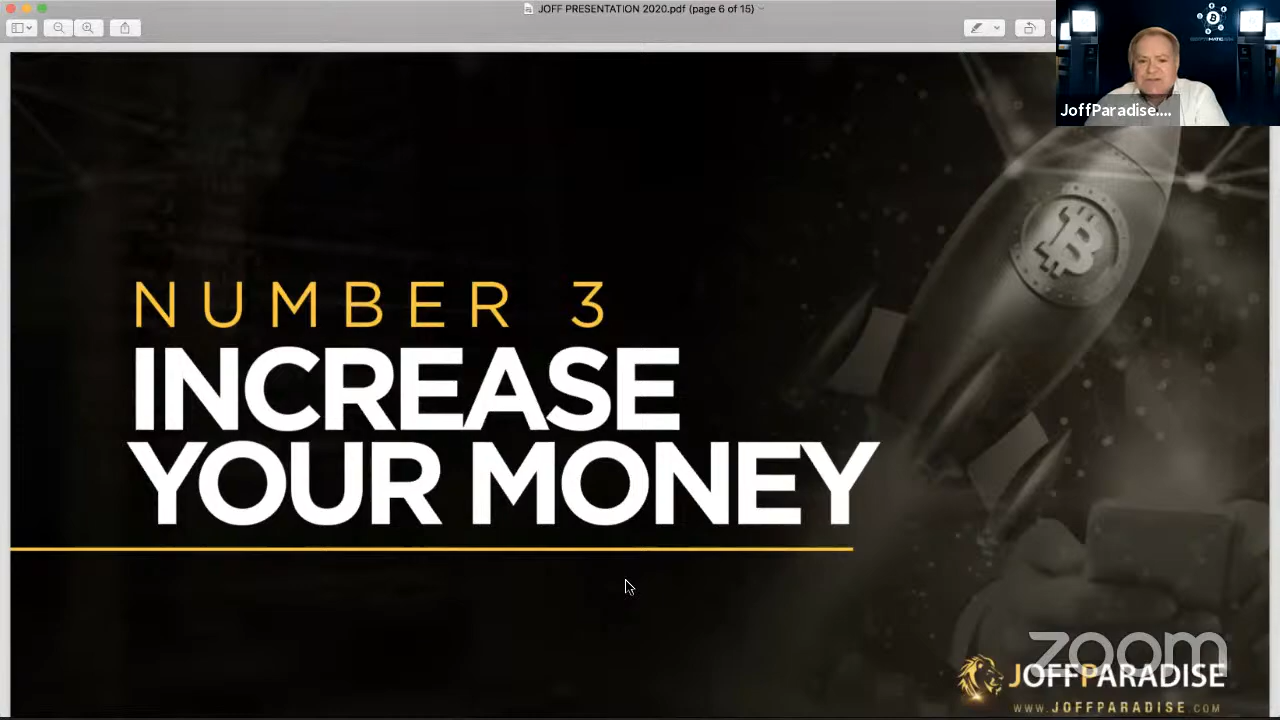 JOFF PRESENTATION 2020.pdf (page 6 of 15)
JoffParadise....
NUMBER 3
INCREASE
YOUR MONEY
zoom
JOFFPARADISE
WWW.JOFFPARADISE.COM